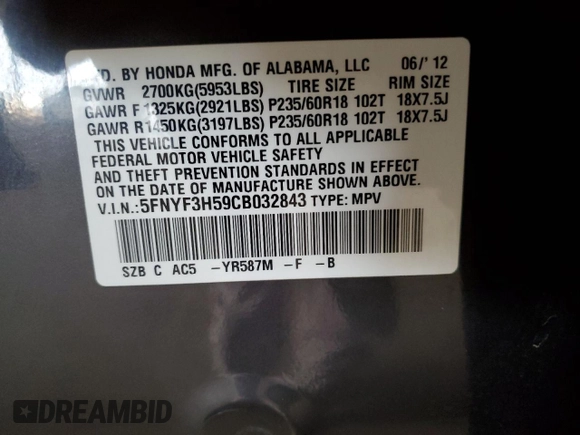 MFD. BY HONDA MFG. OF ALABAMA, LLC 06/'12
GVWR 2700KG(5953LBS) TIRE SIZE RIM SIZE
GAWR F 1325KG(2921LBS) P235/60R18 102T 18X7.5J
GAWR R1450KG(3197LBS) P235/60R18 102T 18X7.5J
THIS VEHICLE CONFORMS TO ALL APPLICABLE
FEDERAL MOTOR VEHICLE SAFETY
AND THEFT PREVENTION STANDARDS IN EFFECT
ON THE DATE OF MANUFACTURE SHOWN ABOVE.
V.I.N.: 5FNYF3H59CB032843 TYPE: MPV
SZB C AC5 -YR587M -F -B
DREAMBID